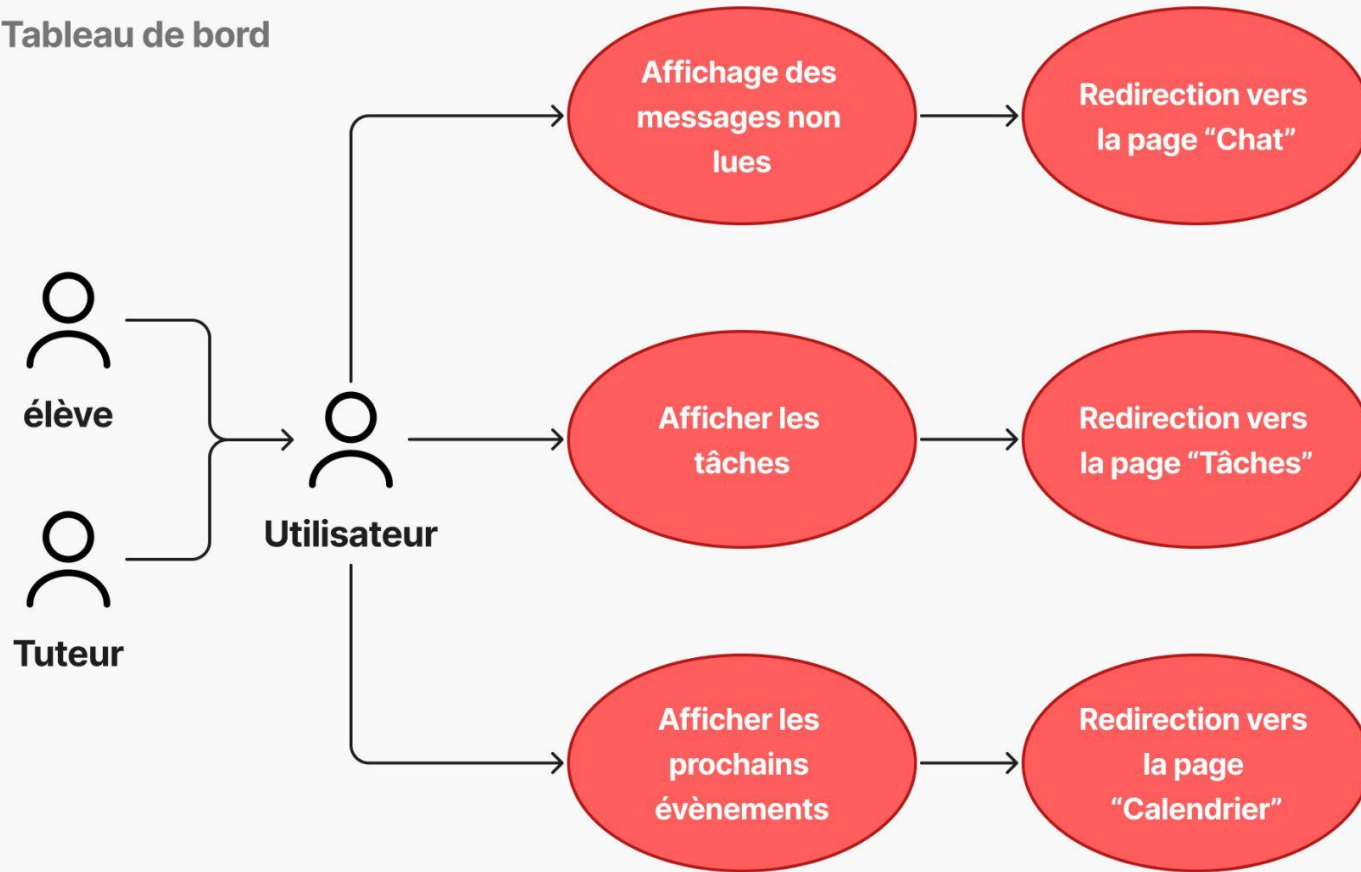 Tableau de bord
Affichage des
messages non
lues
Redirection vers
la page “Chat”
élève
Afficher les
tâches
Redirection vers
la page “Tâches”
Utilisateur
Tuteur
Afficher les
prochains
évènements
Redirection vers
la page
“Calendrier”